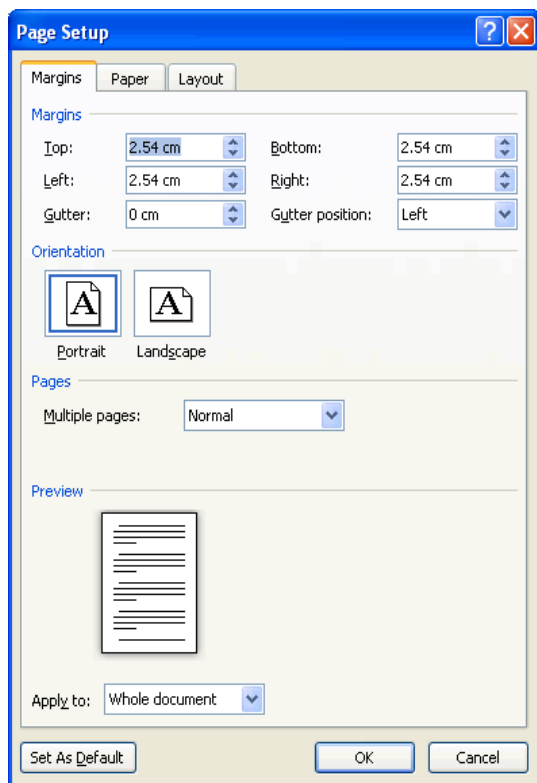 Page Setup
Margins Paper Layout
Margins
Top: 2.54 cm Bottom: 2.54 cm
Left: 2.54 cm Right: 2.54 cm
Gutter: 0 cm Gutter position: Left
Orientation
A A
Portrait Landscape
Pages
Multiple pages: Normal
Preview
Apply to: Whole document
Set As Default OK Cancel